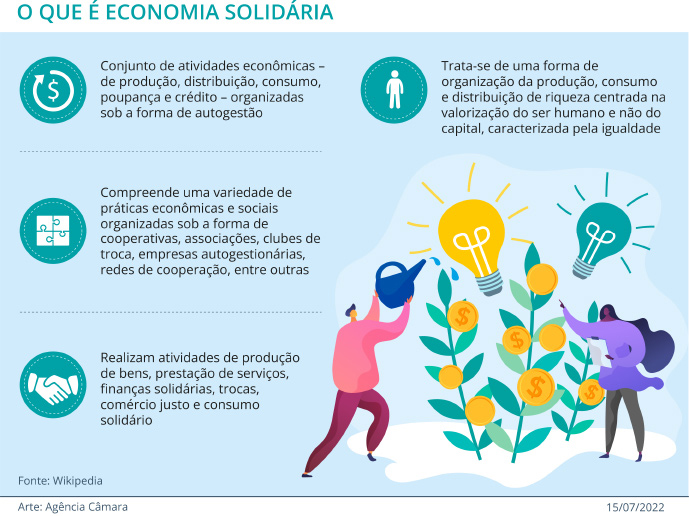 O QUE É ECONOMIA SOLIDÁRIA
Conjunto de atividades econômicas –
de produção, distribuição, consumo,
poupança e crédito – organizadas
sob a forma de autogestão
Trata-se de uma forma de
organização da produção, consumo
e distribuição de riqueza centrada na
valorização do ser humano e não do
capital, caracterizada pela igualdade
Compreende uma variedade de
práticas econômicas e sociais
organizadas sob a forma de
cooperativas, associações, clubes de
troca, empresas autogestionárias,
redes de cooperação, entre outras
Realizam atividades de produção
de bens, prestação de serviços,
finanças solidárias, trocas,
comércio justo e consumo
solidário
Fonte: Wikipedia
Arte: Agência Câmara
15/07/2022